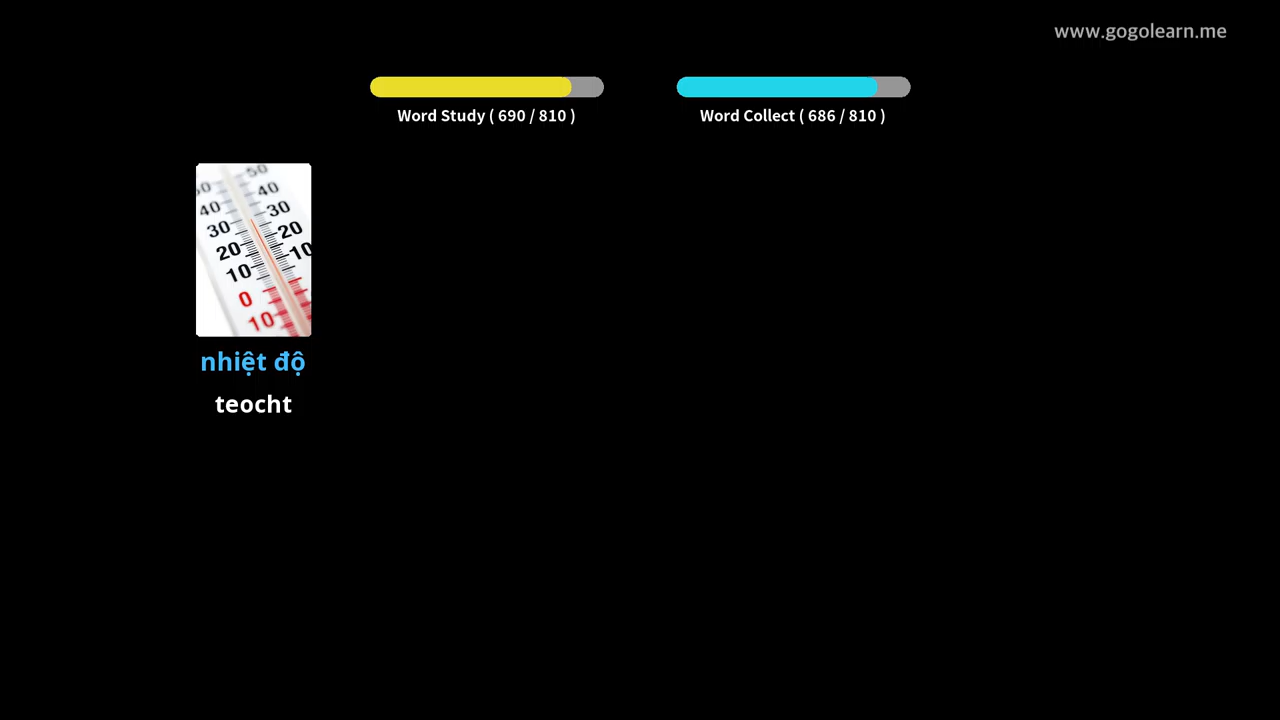 www.gogolearn.me
Word Study ( 690 / 810 )
Word Collect ( 686 / 810 )
50
40
40
30
30
20
20
10
10
0
10
nhiệt độ
teocht